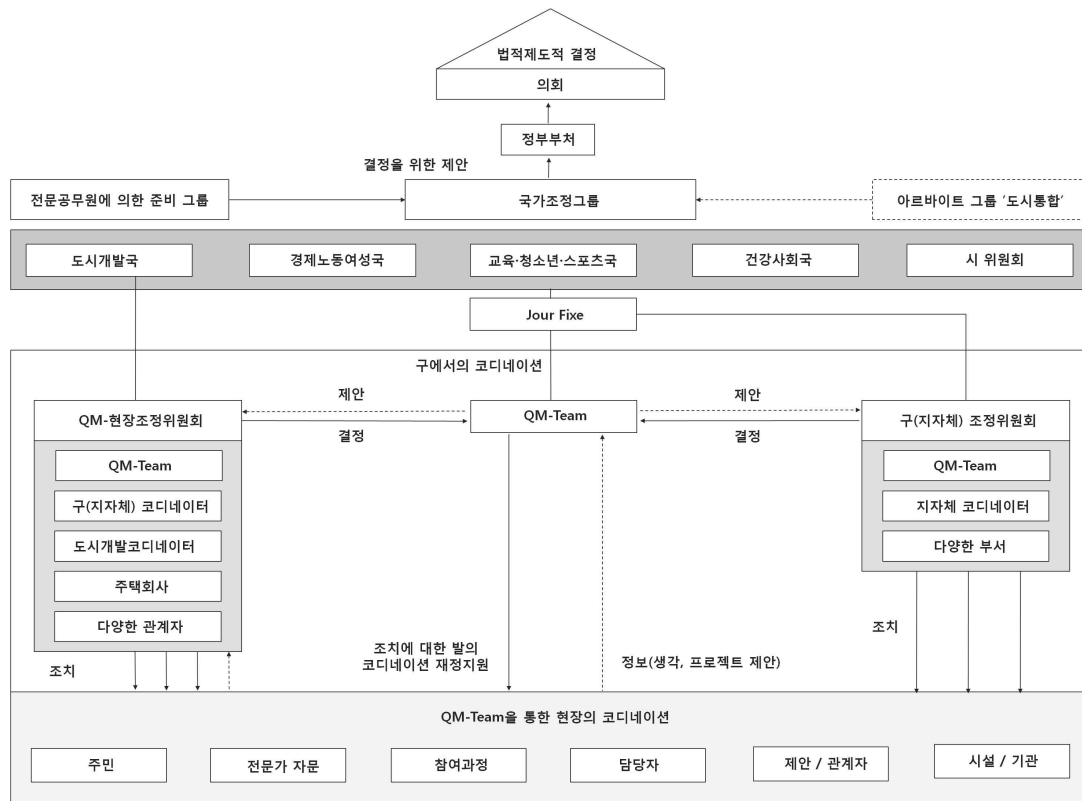 법적제도적 결정
의회
정부부처
결정을 위한 제안
전문공무원에 의한 준비 그룹
국가조정그룹
아르바이트 그룹 ‘도시통합’
도시개발국
경제노동여성국
교육·청소년·스포츠국
건강사회국
시 위원회
Jour Fixe
구에서의 코디네이션
제안
제안
QM-현장조정위원회
QM-Team
구(지자체) 조정위원회
결정
결정
QM-Team
구(지자체) 코디네이터
도시개발코디네이터
주택회사
다양한 관계자
QM-Team
지자체 코디네이터
다양한 부서
조치
조치에 대한 발의
코디네이션 재정지원
정보(생각, 프로젝트 제안)
조치
QM-Team을 통한 현장의 코디네이션
주민
전문가 자문
참여과정
담당자
제안 / 관계자
시설 / 기관